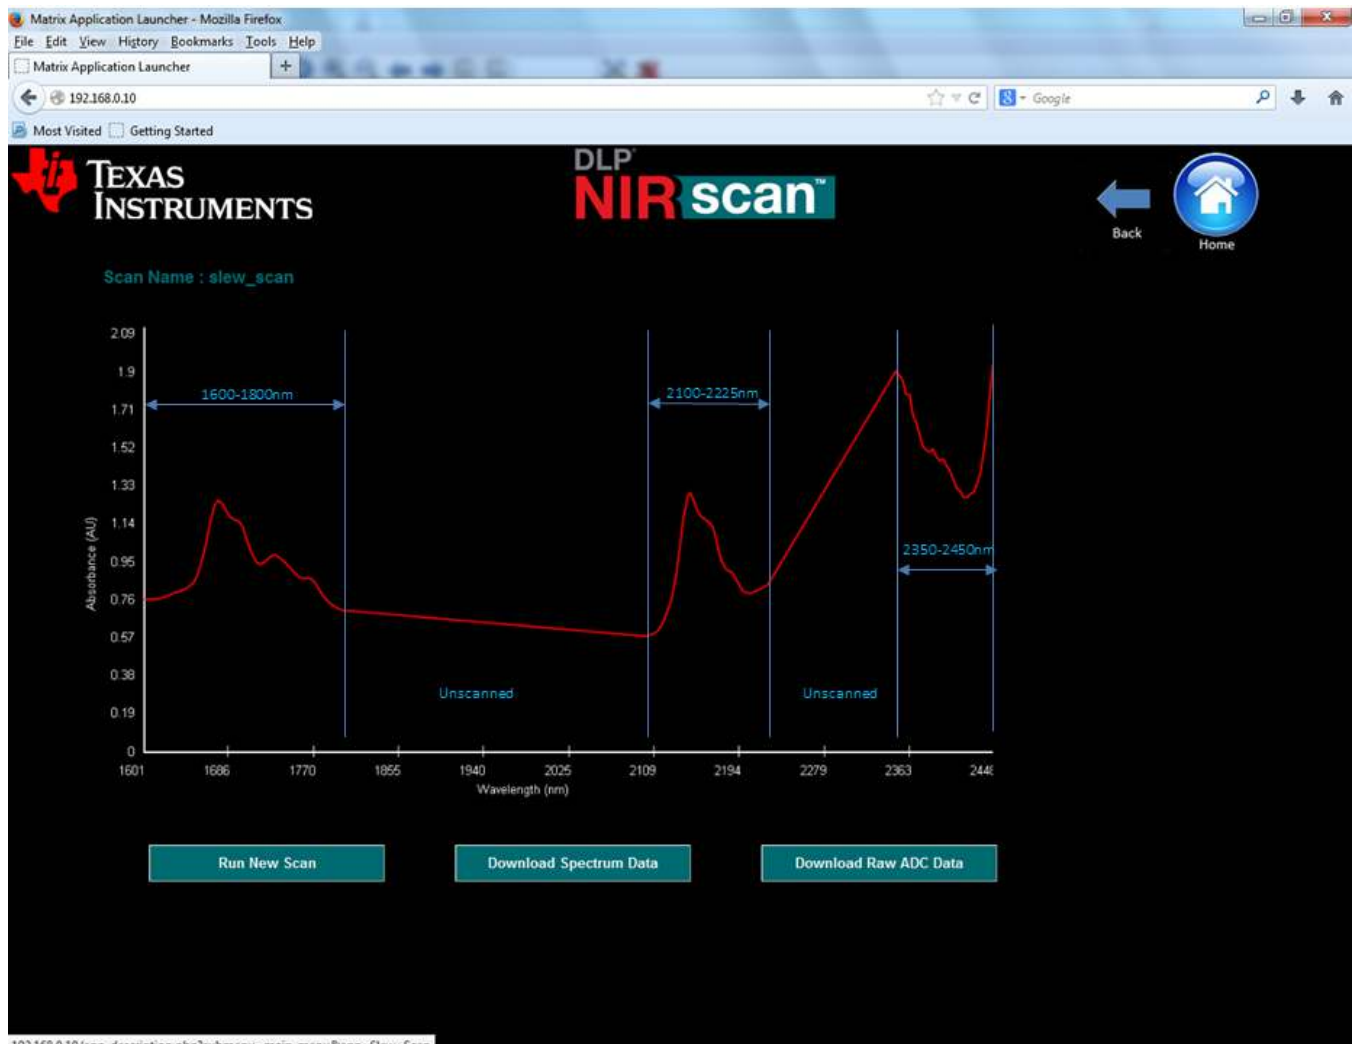 Matrix Application Launcher - Mozilla Firefox
File Edit View History Bookmarks Tools Help
Matrix Application Launcher +
192.168.0.10
Google
Most Visited Getting Started
TEXAS
INSTRUMENTS
DLP®
NIRscan™
Back
Home
Scan Name : slew_scan
2.09
1.9
1.71
1.52
1.33
1.14
0.95
0.76
0.57
0.38
0.19
0
Absorbance (AU)
1600-1800nm
2100-2225nm
2350-2450nm
Unscanned
Unscanned
1601 1686 1770 1855 1940 2025 2109 2194 2279 2363
Wavelength (nm)
Run New Scan
Download Spectrum Data
Download Raw ADC Data